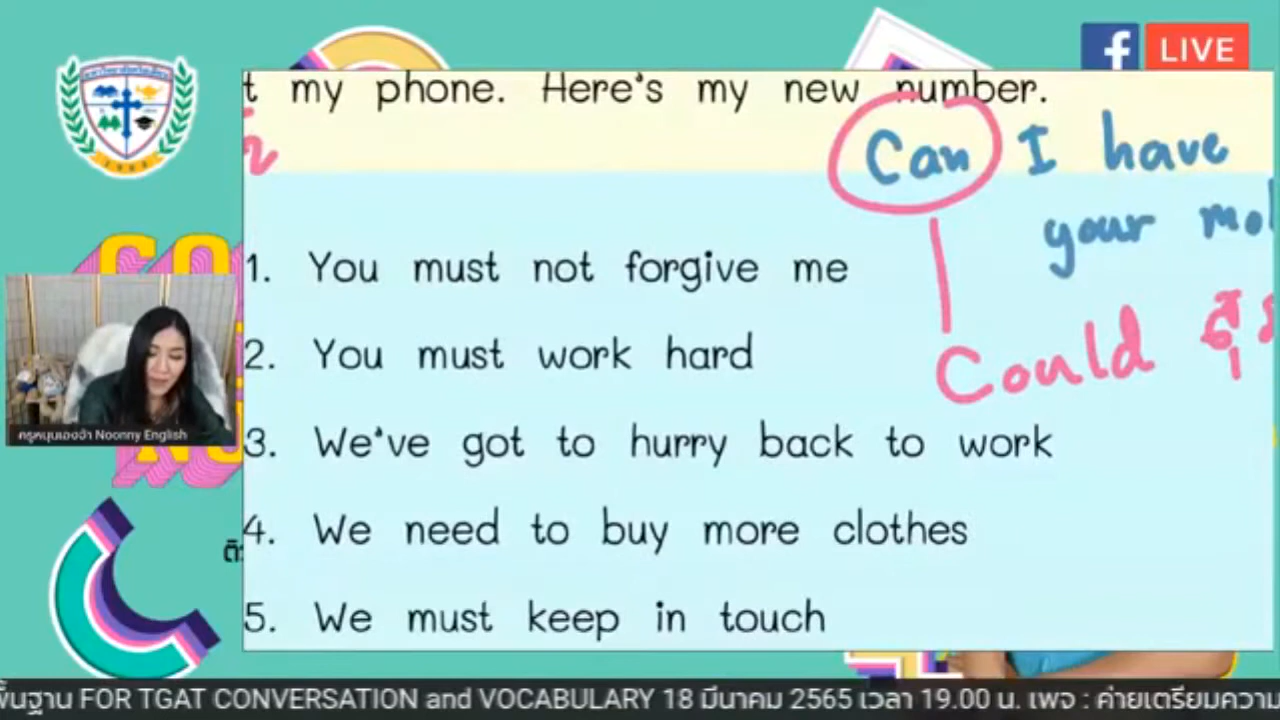 LIVE
t my phone. Here's my new number.
Can I have
your
Could
1. You must not forgive me
2. You must work hard
3. We've got to hurry back to work
4. We need to buy more clothes
5. We must keep in touch
ครูหนุนเองจ้า Noonny English
พื้นฐาน FOR TGAT CONVERSATION and VOCABULARY 18 มีนาคม 2565 เวลา 19.00 น. เพจ : ค่ายเตรียมความ